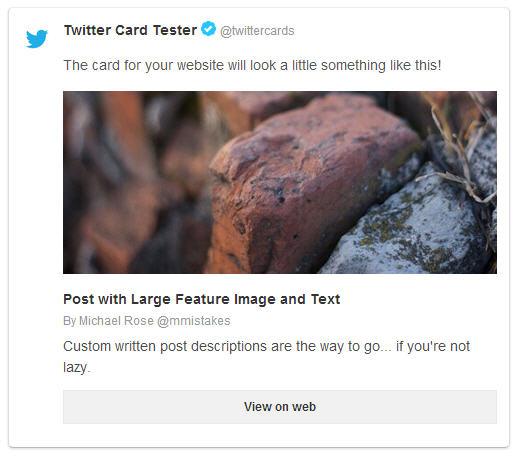 Twitter Card Tester @twittercards
The card for your website will look a little something like this!
Post with Large Feature Image and Text
By Michael Rose @mmistakes
Custom written post descriptions are the way to go... if you're not
lazy.
View on web